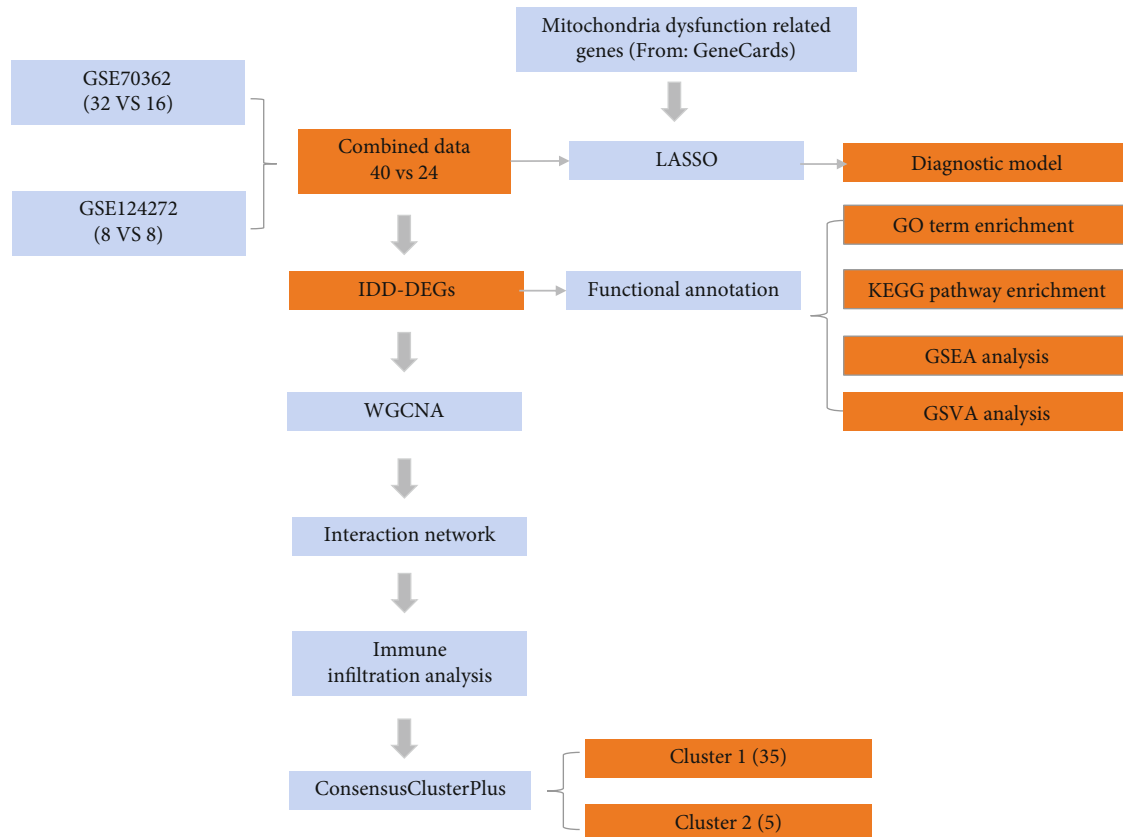 Mitochondria dysfunction related
genes (From: GeneCards)
GSE70362
(32 VS 16)
Combined data
40 vs 24
LASSO
Diagnostic model
GSE124272
(8 VS 8)
GO term enrichment
IDD-DEGs
Functional annotation
KEGG pathway enrichment
GSEA analysis
WGCNA
GSVA analysis
Interaction network
Immune
infiltration analysis
Cluster 1 (35)
ConsensusClusterPlus
Cluster 2 (5)